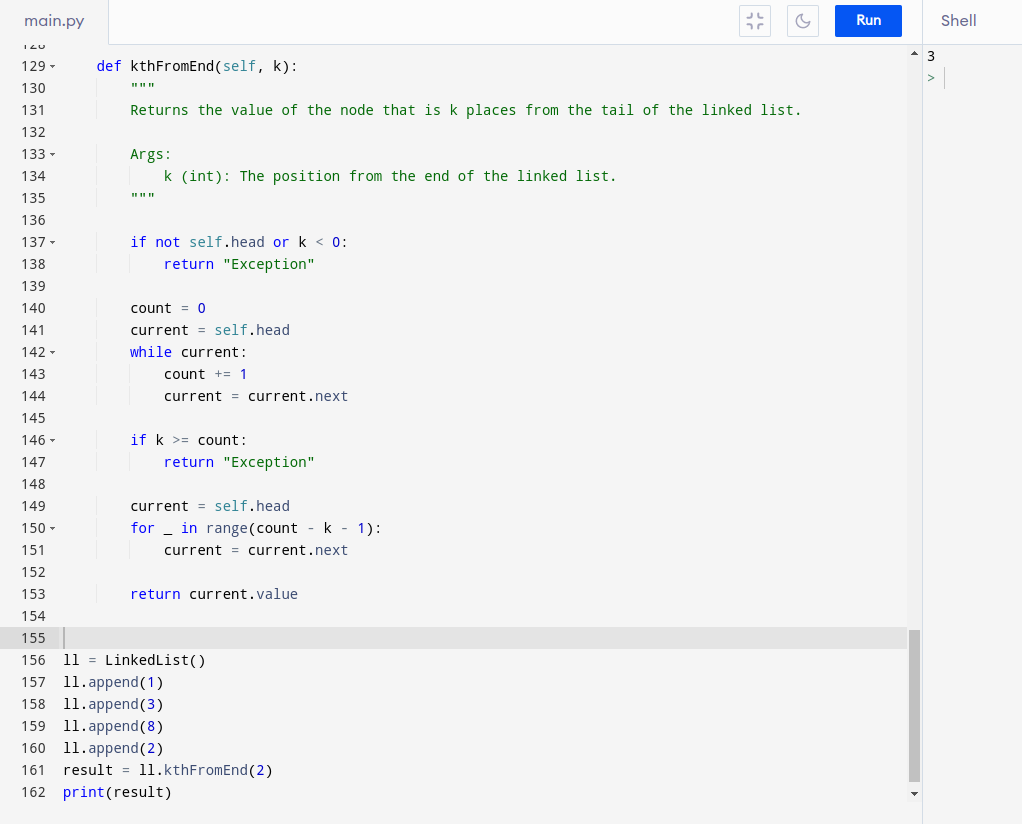 main.py
Run
Shell
128
129 def kthFromEnd(self, k):
130 """
131 Returns the value of the node that is k places from the tail of the linked list.
132
133 Args:
134 k (int): The position from the end of the linked list.
135 """
136
137 if not self.head or k < 0:
138 return "Exception"
139
140 count = 0
141 current = self.head
142 while current:
143 count += 1
144 current = current.next
145
146 if k >= count:
147 return "Exception"
148
149 current = self.head
150 for _ in range(count - k - 1):
151 current = current.next
152
153 return current.value
154
155
156 ll = LinkedList()
157 ll.append(1)
158 ll.append(3)
159 ll.append(8)
160 ll.append(2)
161 result = ll.kthFromEnd(2)
162 print(result)
3
>